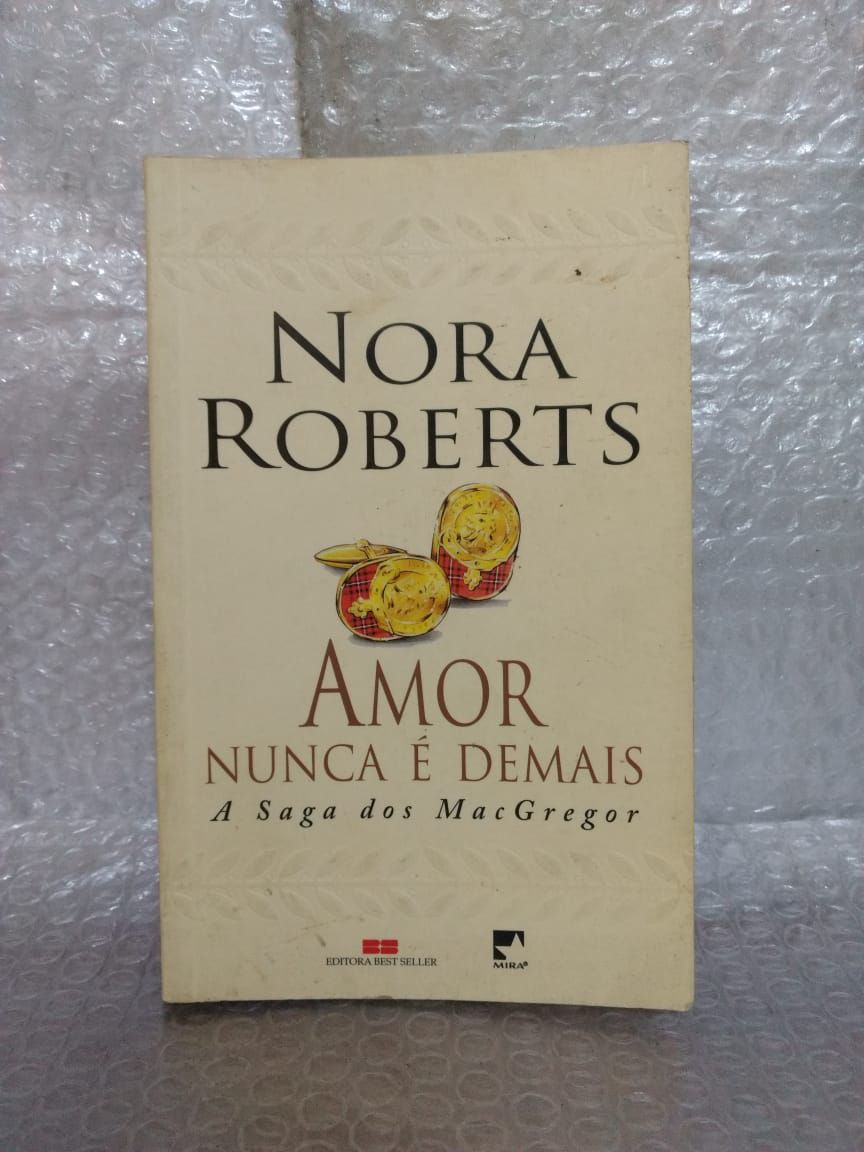 NORA
ROBERTS
AMOR
NUNCA É DEMAIS
A Saga dos MacGregor
EDITORA BEST SELLER
MIRA®